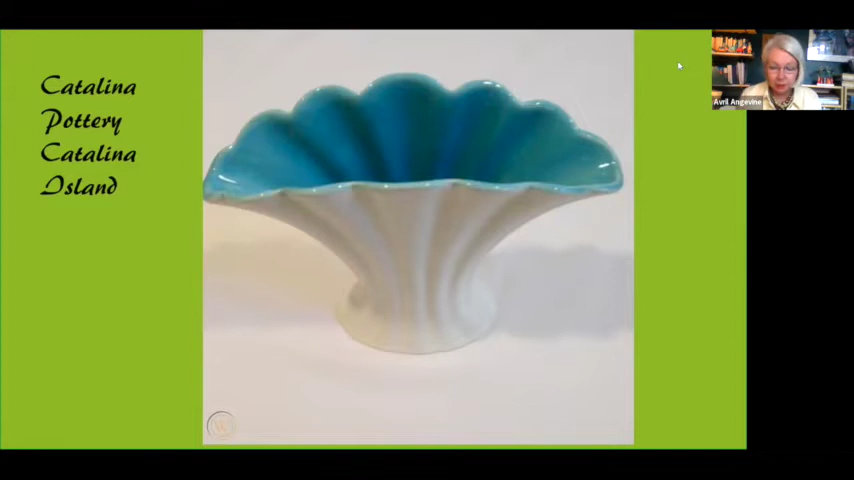 Catalina
Pottery
Catalina
Island
Avril Angevine